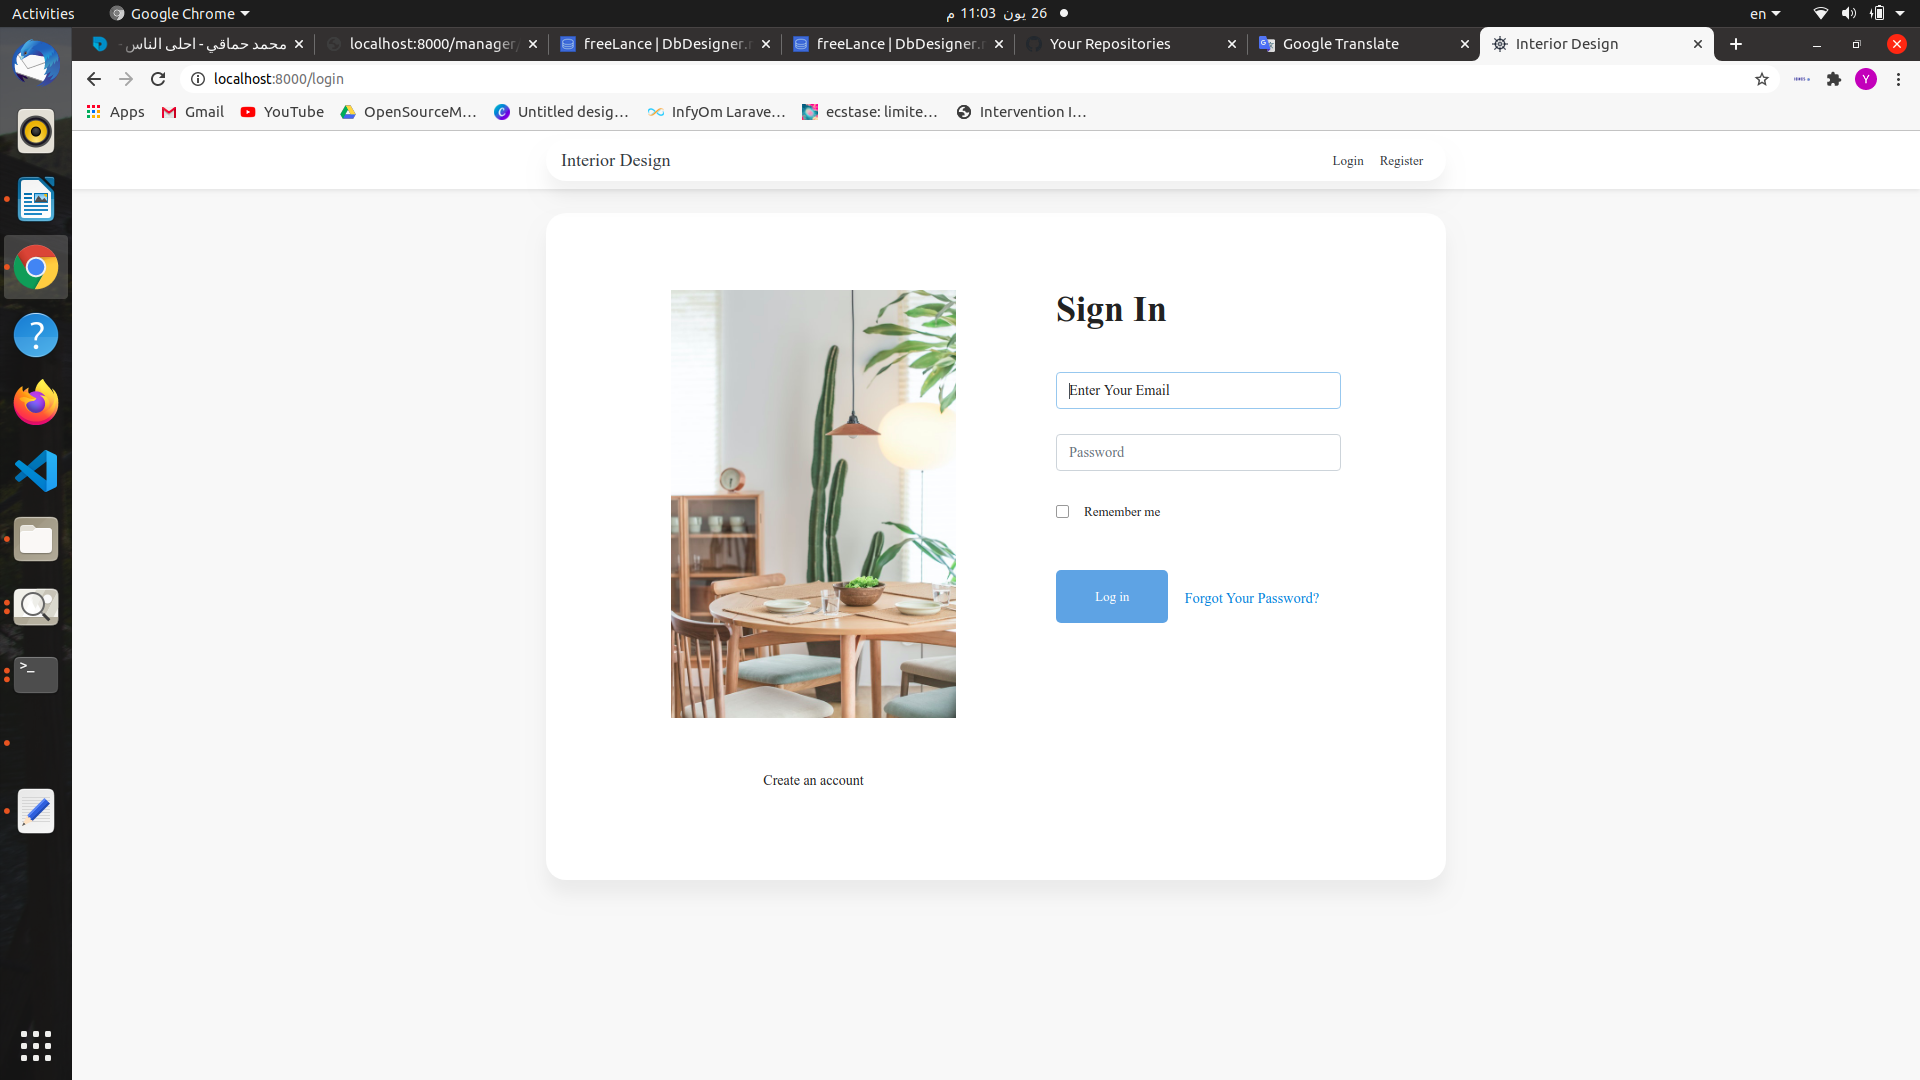 Activities
Google Chrome
26 يون 11:03 م
en
محمد حماقي - احلى الناس -
localhost:8000/manager/
freeLance | DbDesigner.n
freeLance | DbDesigner.n
Your Repositories
Google Translate
Interior Design
localhost:8000/login
Y
Apps
Gmail
YouTube
OpenSourceM...
Untitled desig...
InfyOm Larave...
ecstase: limite...
Intervention I...
Interior Design
Login
Register
Sign In
Enter Your Email
Password
Remember me
Log in
Forgot Your Password?
Create an account